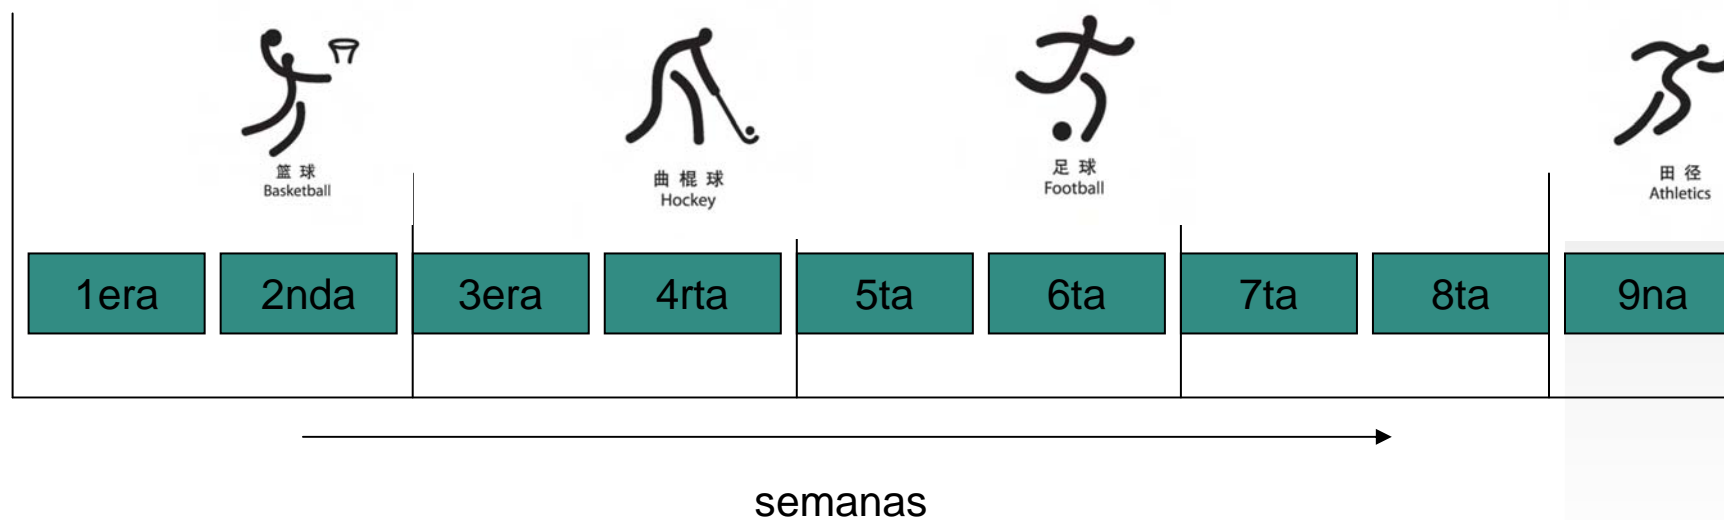 篮 球
Basketball
曲 棍 球
Hockey
足 球
Football
田 径
Athletics
1era
2nda
3era
4rta
5ta
6ta
7ta
8ta
9na
semanas